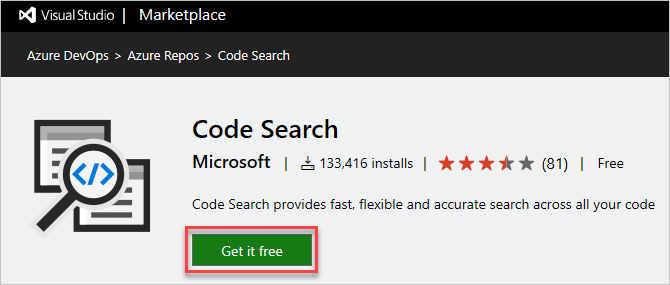 Visual Studio | Marketplace
Azure DevOps > Azure Repos > Code Search
</>
Code Search
Microsoft | 133,416 installs | (81) | Free
Code Search provides fast, flexible and accurate search across all your code
Get it free